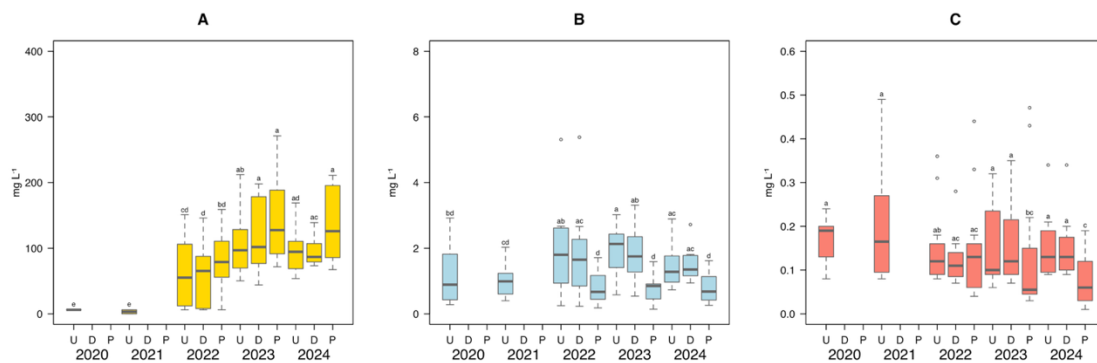 A
400
300
200
100
0
mg L⁻¹
e
e
cd
d
bd
ab
a
a
ad
ac
a
U D P U D P U D P U D P U D P
2020 2021 2022 2023 2024
B
8
6
4
2
0
mg L⁻¹
bd
cd
ab
ac
d
a
ac
d
ac
ac
d
U D P U D P U D P U D P U D P
2020 2021 2022 2023 2024
C
0.6
0.5
0.4
0.3
0.2
0.1
0.0
mg L⁻¹
a
a
ab
ac
ac
a
a
bc
a
a
c
U D P U D P U D P U D P U D P
2020 2021 2022 2023 2024